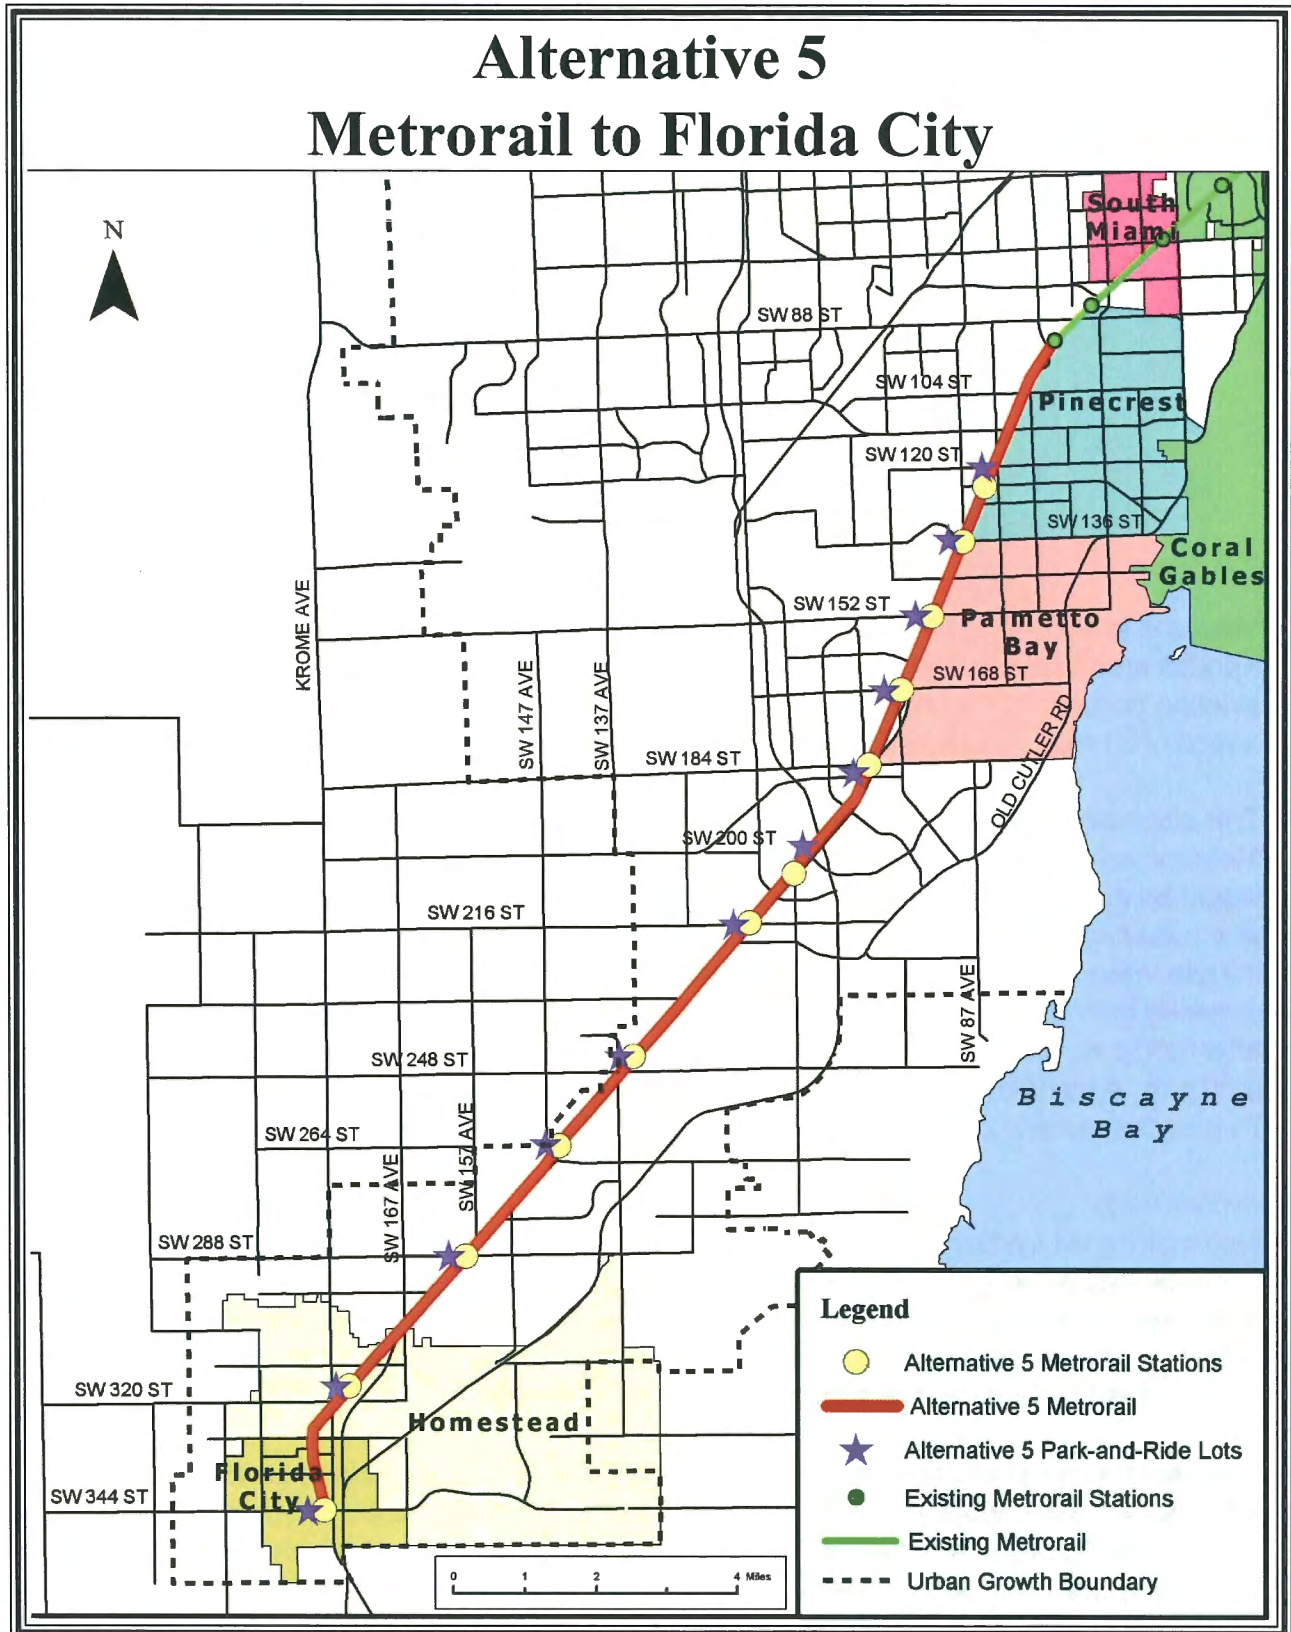 Alternative 5
Metrorail to Florida City
N
South
Miami
SW 88 ST
SW 104 ST
Pinecrest
SW 120 ST
SW 136 ST
Coral
Gables
KROME AVE
SW 152 ST
Palmetto
Bay
SW 147 AVE
SW 137 AVE
SW 168 ST
OLD CUTLER RD
SW 184 ST
SW 200 ST
SW 216 ST
SW 87 AVE
SW 248 ST
Biscayne
Bay
SW 264 ST
SW 157 AVE
SW 167 AVE
SW 288 ST
SW 320 ST
Homestead
Florida
City
SW 344 ST
0 1 2 4 Miles
Legend
Alternative 5 Metrorail Stations
Alternative 5 Metrorail
Alternative 5 Park-and-Ride Lots
Existing Metrorail Stations
Existing Metrorail
Urban Growth Boundary